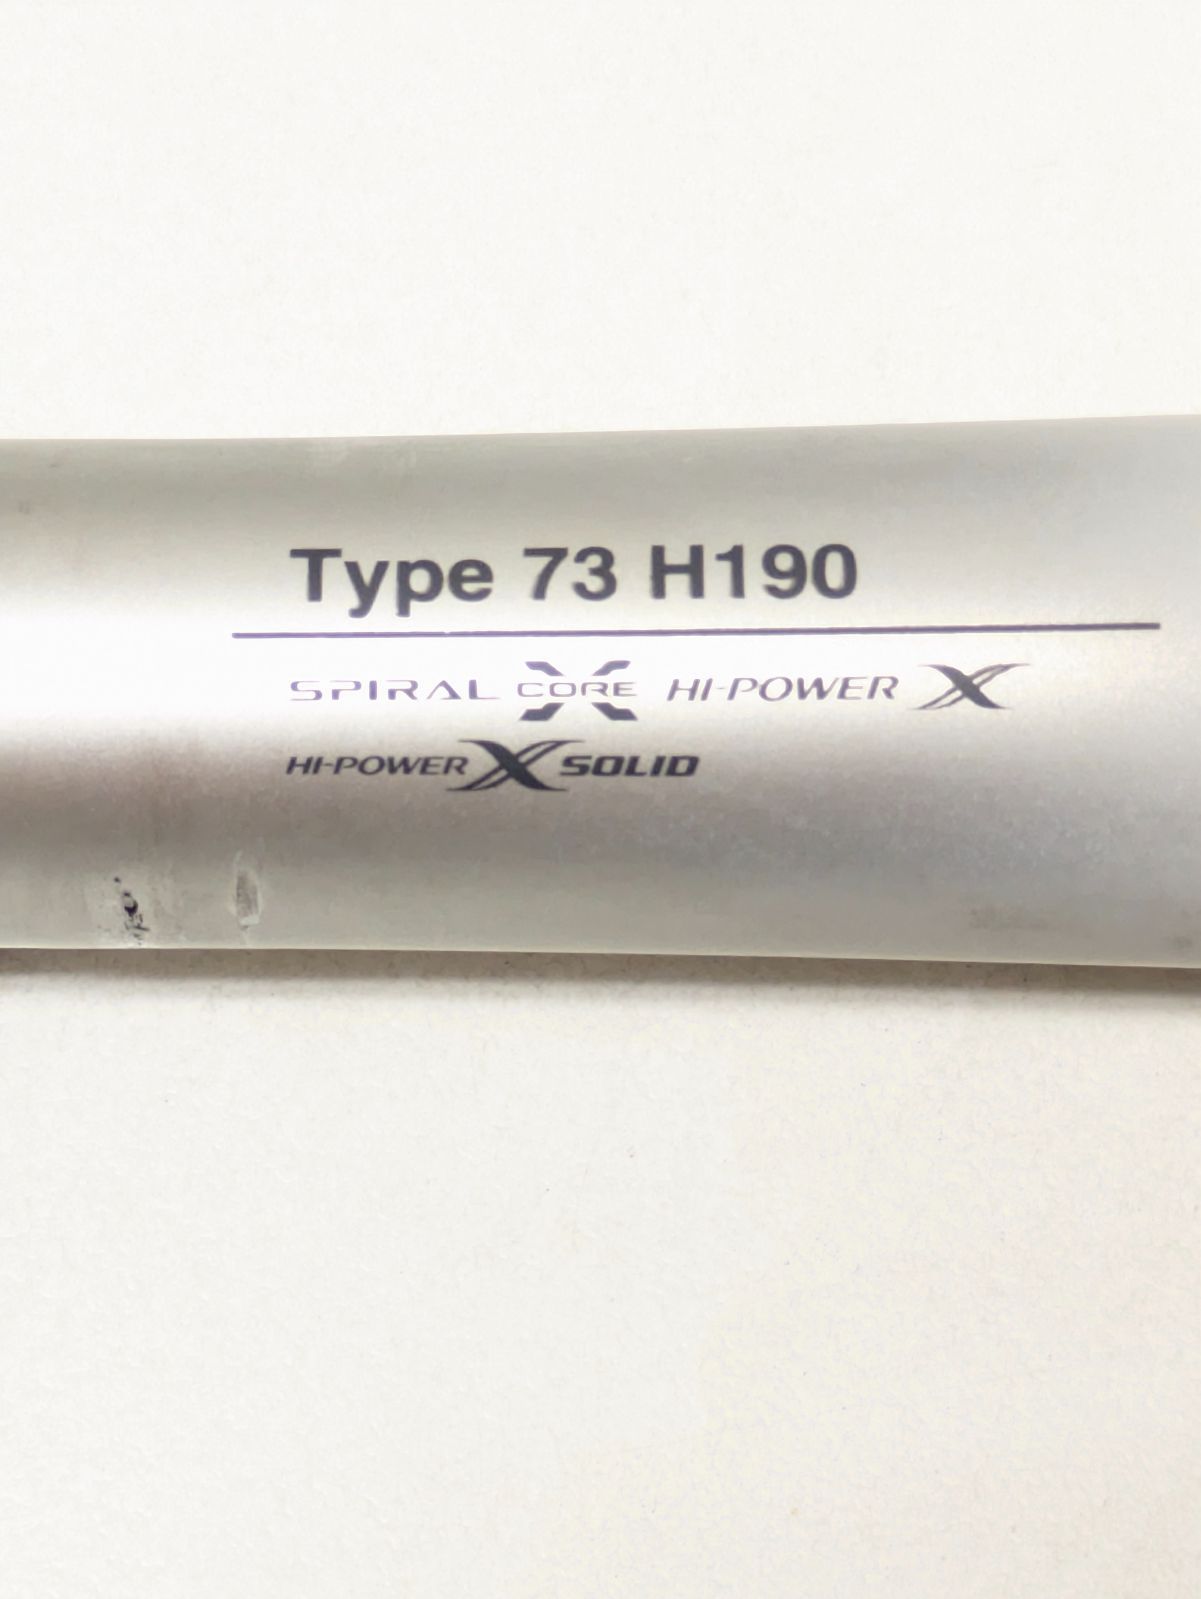 Type 73 H190
SPIRAL X CORE HI-POWER X
HI-POWER X SOLID